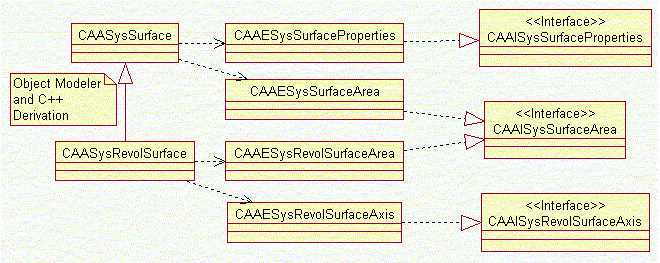 CAASysSurface
CAAESysSurfaceProperties
<<Interface>>
CAAISysSurfaceProperties
Object Modeler
and C++
Derivation
CAAESysSurfaceArea
<<Interface>>
CAAISysSurfaceArea
CAASysRevolSurface
CAAESysRevolSurfaceArea
CAAESysRevolSurfaceAxis
<<Interface>>
CAAISysRevolSurfaceAxis